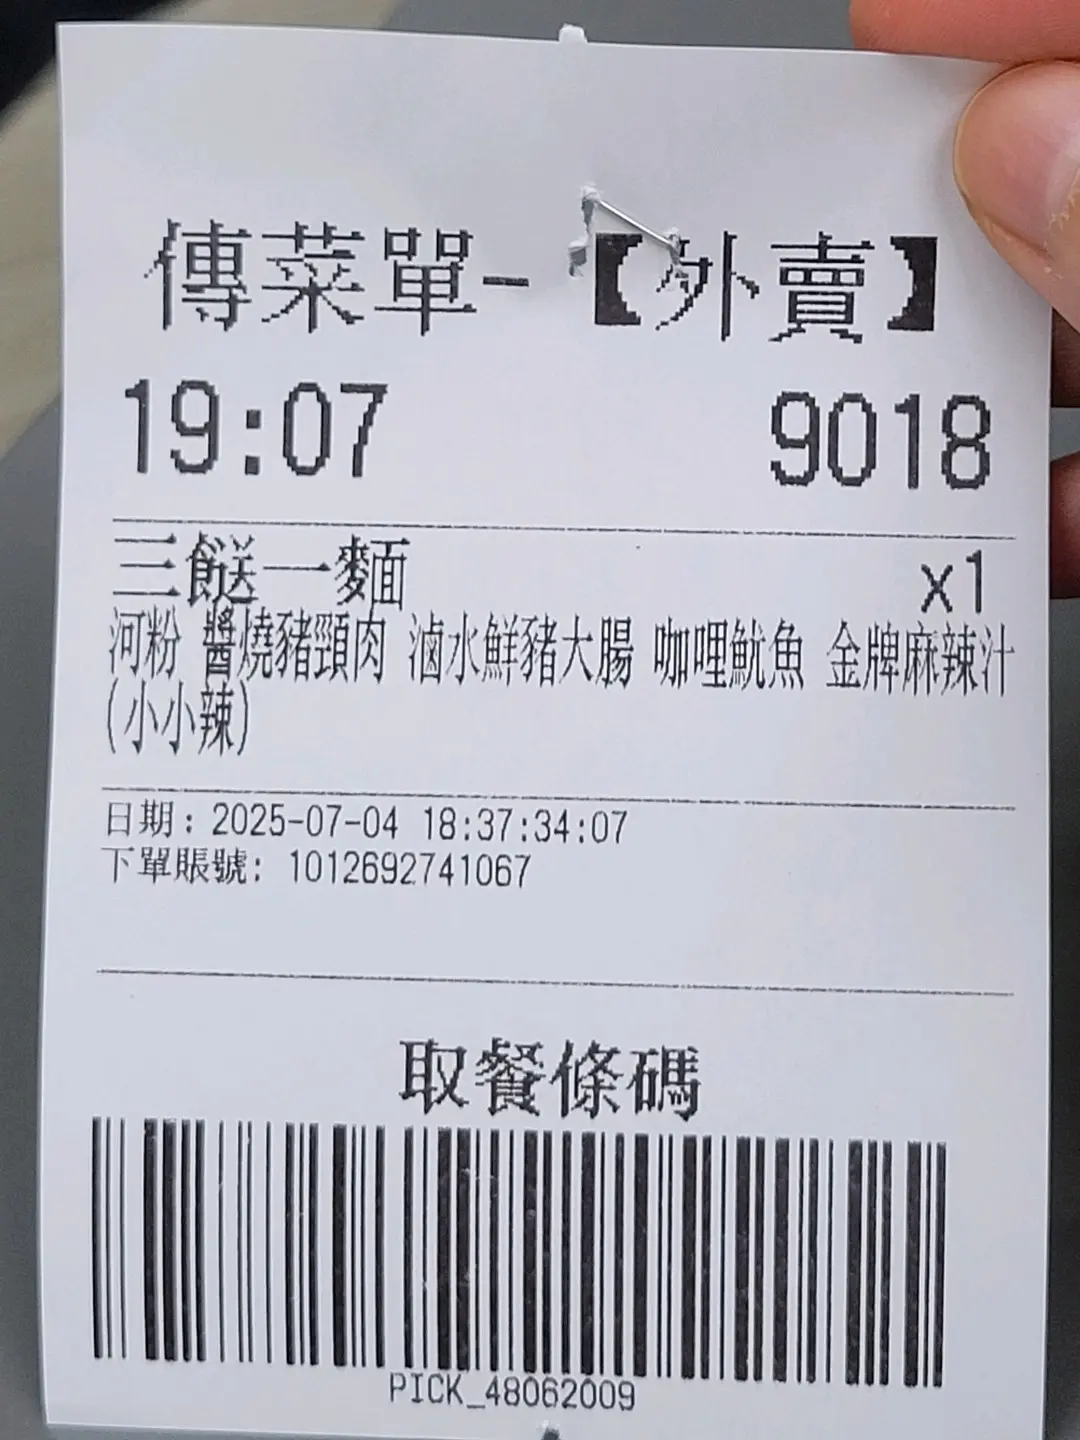 傳菜單-【外賣】
19:07 9018
三餸一麵 x1
河粉 醬燒豬頸肉 滷水鮮豬大腸 咖哩魷魚 金牌麻辣汁
(小小辣)
日期: 2025-07-04 18:37:34:07
下單賬號: 1012692741067
取餐條碼
PICK_48062009